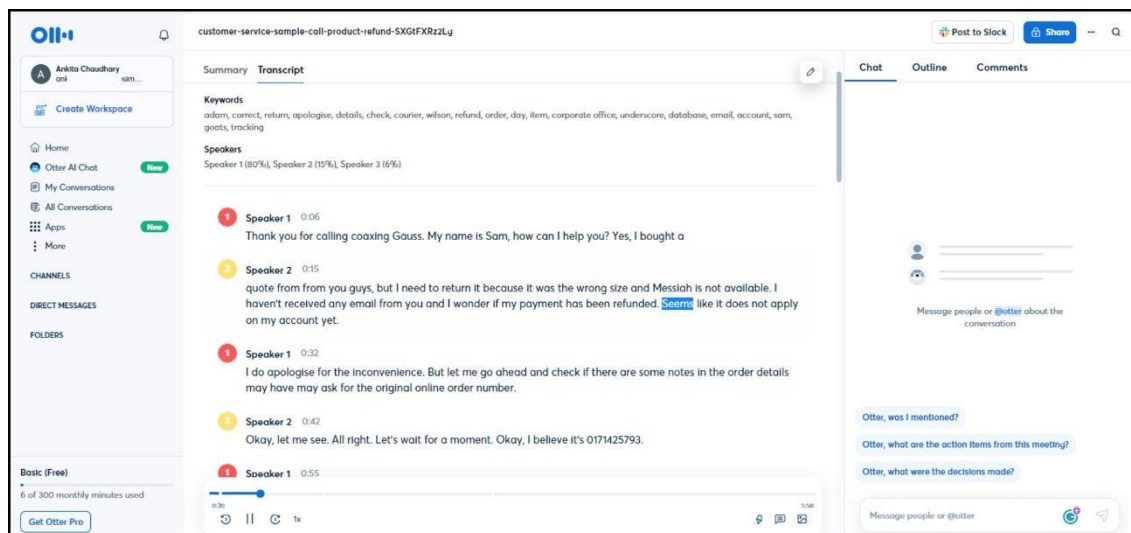 Otter
customer-service-sample-call-product-refund-SXGtFXRz2Lg
Post to Slack
Share
A
Ankita Chaudhary
Create Workspace
Home
Otter AI Chat New
My Conversations
All Conversations
Apps New
More
CHANNELS
DIRECT MESSAGES
FOLDERS
Basic (Free)
6 of 300 monthly minutes used
Get Otter Pro
Summary Transcript
Keywords
adam, correct, return, apologise, details, check, courier, wilson, refund, order, day, item, corporate office, underscore, database, email, account, sam,
goats, tracking
Speakers
Speaker 1 (80%), Speaker 2 (15%), Speaker 3 (6%)
1 Speaker 1 0:06
Thank you for calling coaxing Gauss. My name is Sam, how can I help you? Yes, I bought a
2 Speaker 2 0:15
quote from from you guys, but I need to return it because it was the wrong size and Messiah is not available. I
haven't received any email from you and I wonder if my payment has been refunded. Seems like it does not apply
on my account yet.
1 Speaker 1 0:32
I do apologise for the inconvenience. But let me go ahead and check if there are some notes in the order details
may have may ask for the original online order number.
2 Speaker 2 0:42
Okay, let me see. All right. Let's wait for a moment. Okay, I believe it's 0171425793.
1 Speaker 1 0:55
0:30
5:58
1x
Chat Outline Comments
Message people or @otter about the
conversation
Otter, was I mentioned?
Otter, what are the action items from this meeting?
Otter, what were the decisions made?
Message people or @otter